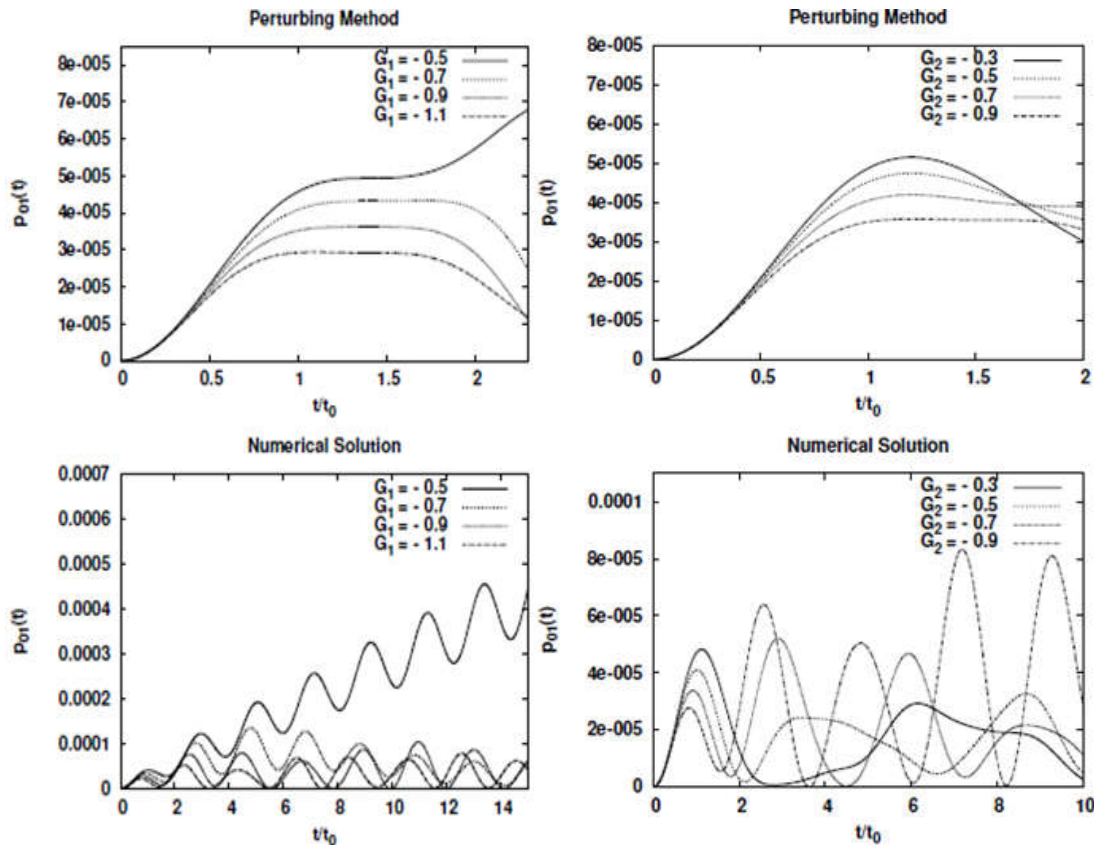 Perturbing Method
G1 = - 0.5
G1 = - 0.7
G1 = - 0.9
G1 = - 1.1
8e-005
7e-005
6e-005
5e-005
4e-005
3e-005
2e-005
1e-005
0
p01(t)
0 0.5 1 1.5 2
t/t0
Perturbing Method
G2 = - 0.3
G2 = - 0.5
G2 = - 0.7
G2 = - 0.9
8e-005
7e-005
6e-005
5e-005
4e-005
3e-005
2e-005
1e-005
0
p01(t)
0 0.5 1 1.5 2
t/t0
Numerical Solution
G1 = - 0.5
G1 = - 0.7
G1 = - 0.9
G1 = - 1.1
0.0007
0.0006
0.0005
0.0004
0.0003
0.0002
0.0001
0
p01(t)
0 2 4 6 8 10 12 14
t/t0
Numerical Solution
G2 = - 0.3
G2 = - 0.5
G2 = - 0.7
G2 = - 0.9
0.0001
8e-005
6e-005
4e-005
2e-005
0
p01(t)
0 2 4 6 8 10
t/t0